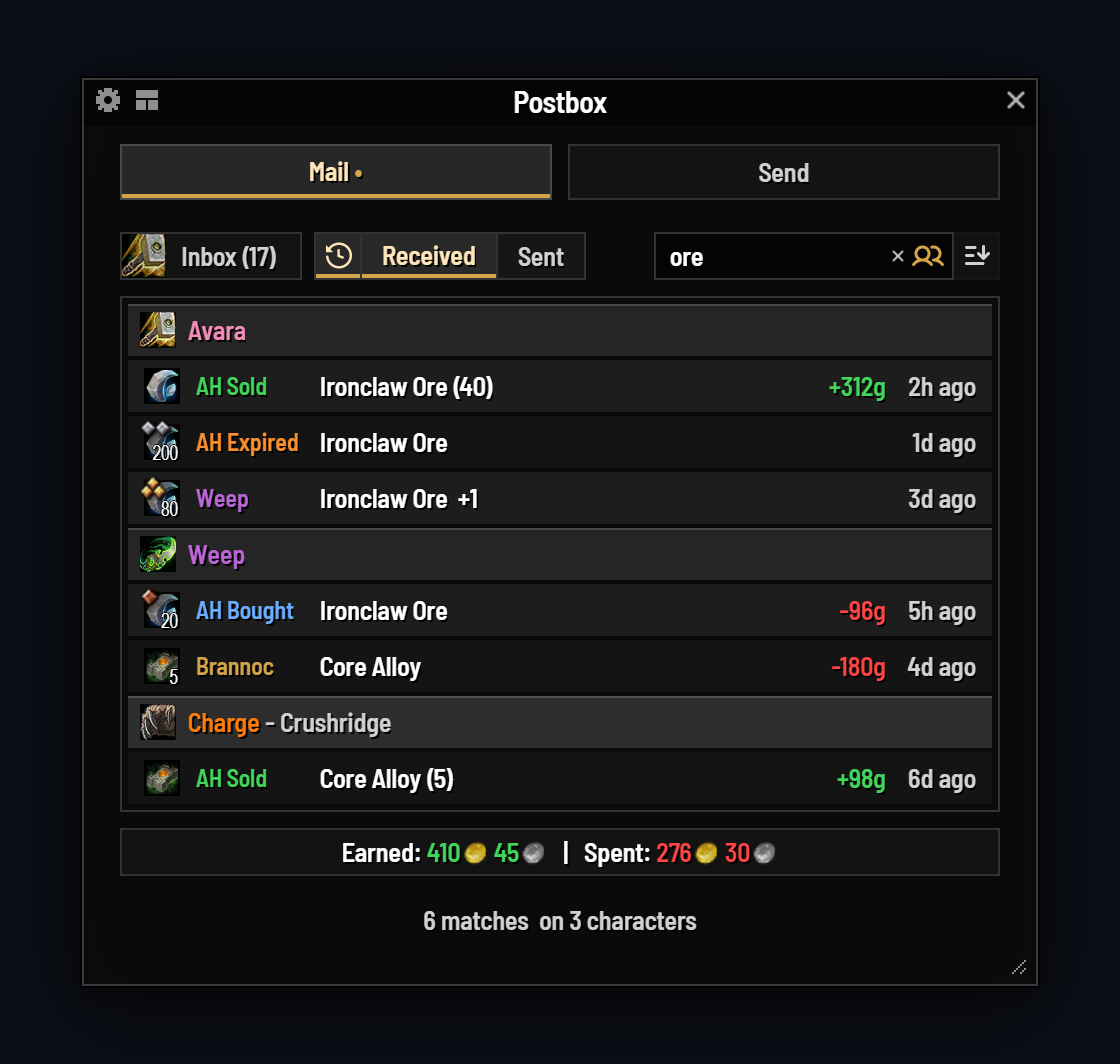 Postbox
Mail •
Send
Inbox (17)
Received
Sent
ore
Avara
AH Sold Ironclaw Ore (40) +312g 2h ago
200 AH Expired Ironclaw Ore 1d ago
80 Weep Ironclaw Ore +1 3d ago
Weep
20 AH Bought Ironclaw Ore -96g 5h ago
5 Brannoc Core Alloy -180g 4d ago
Charge - Crushridge
AH Sold Core Alloy (5) +98g 6d ago
Earned: 410 45 | Spent: 276 30
6 matches on 3 characters